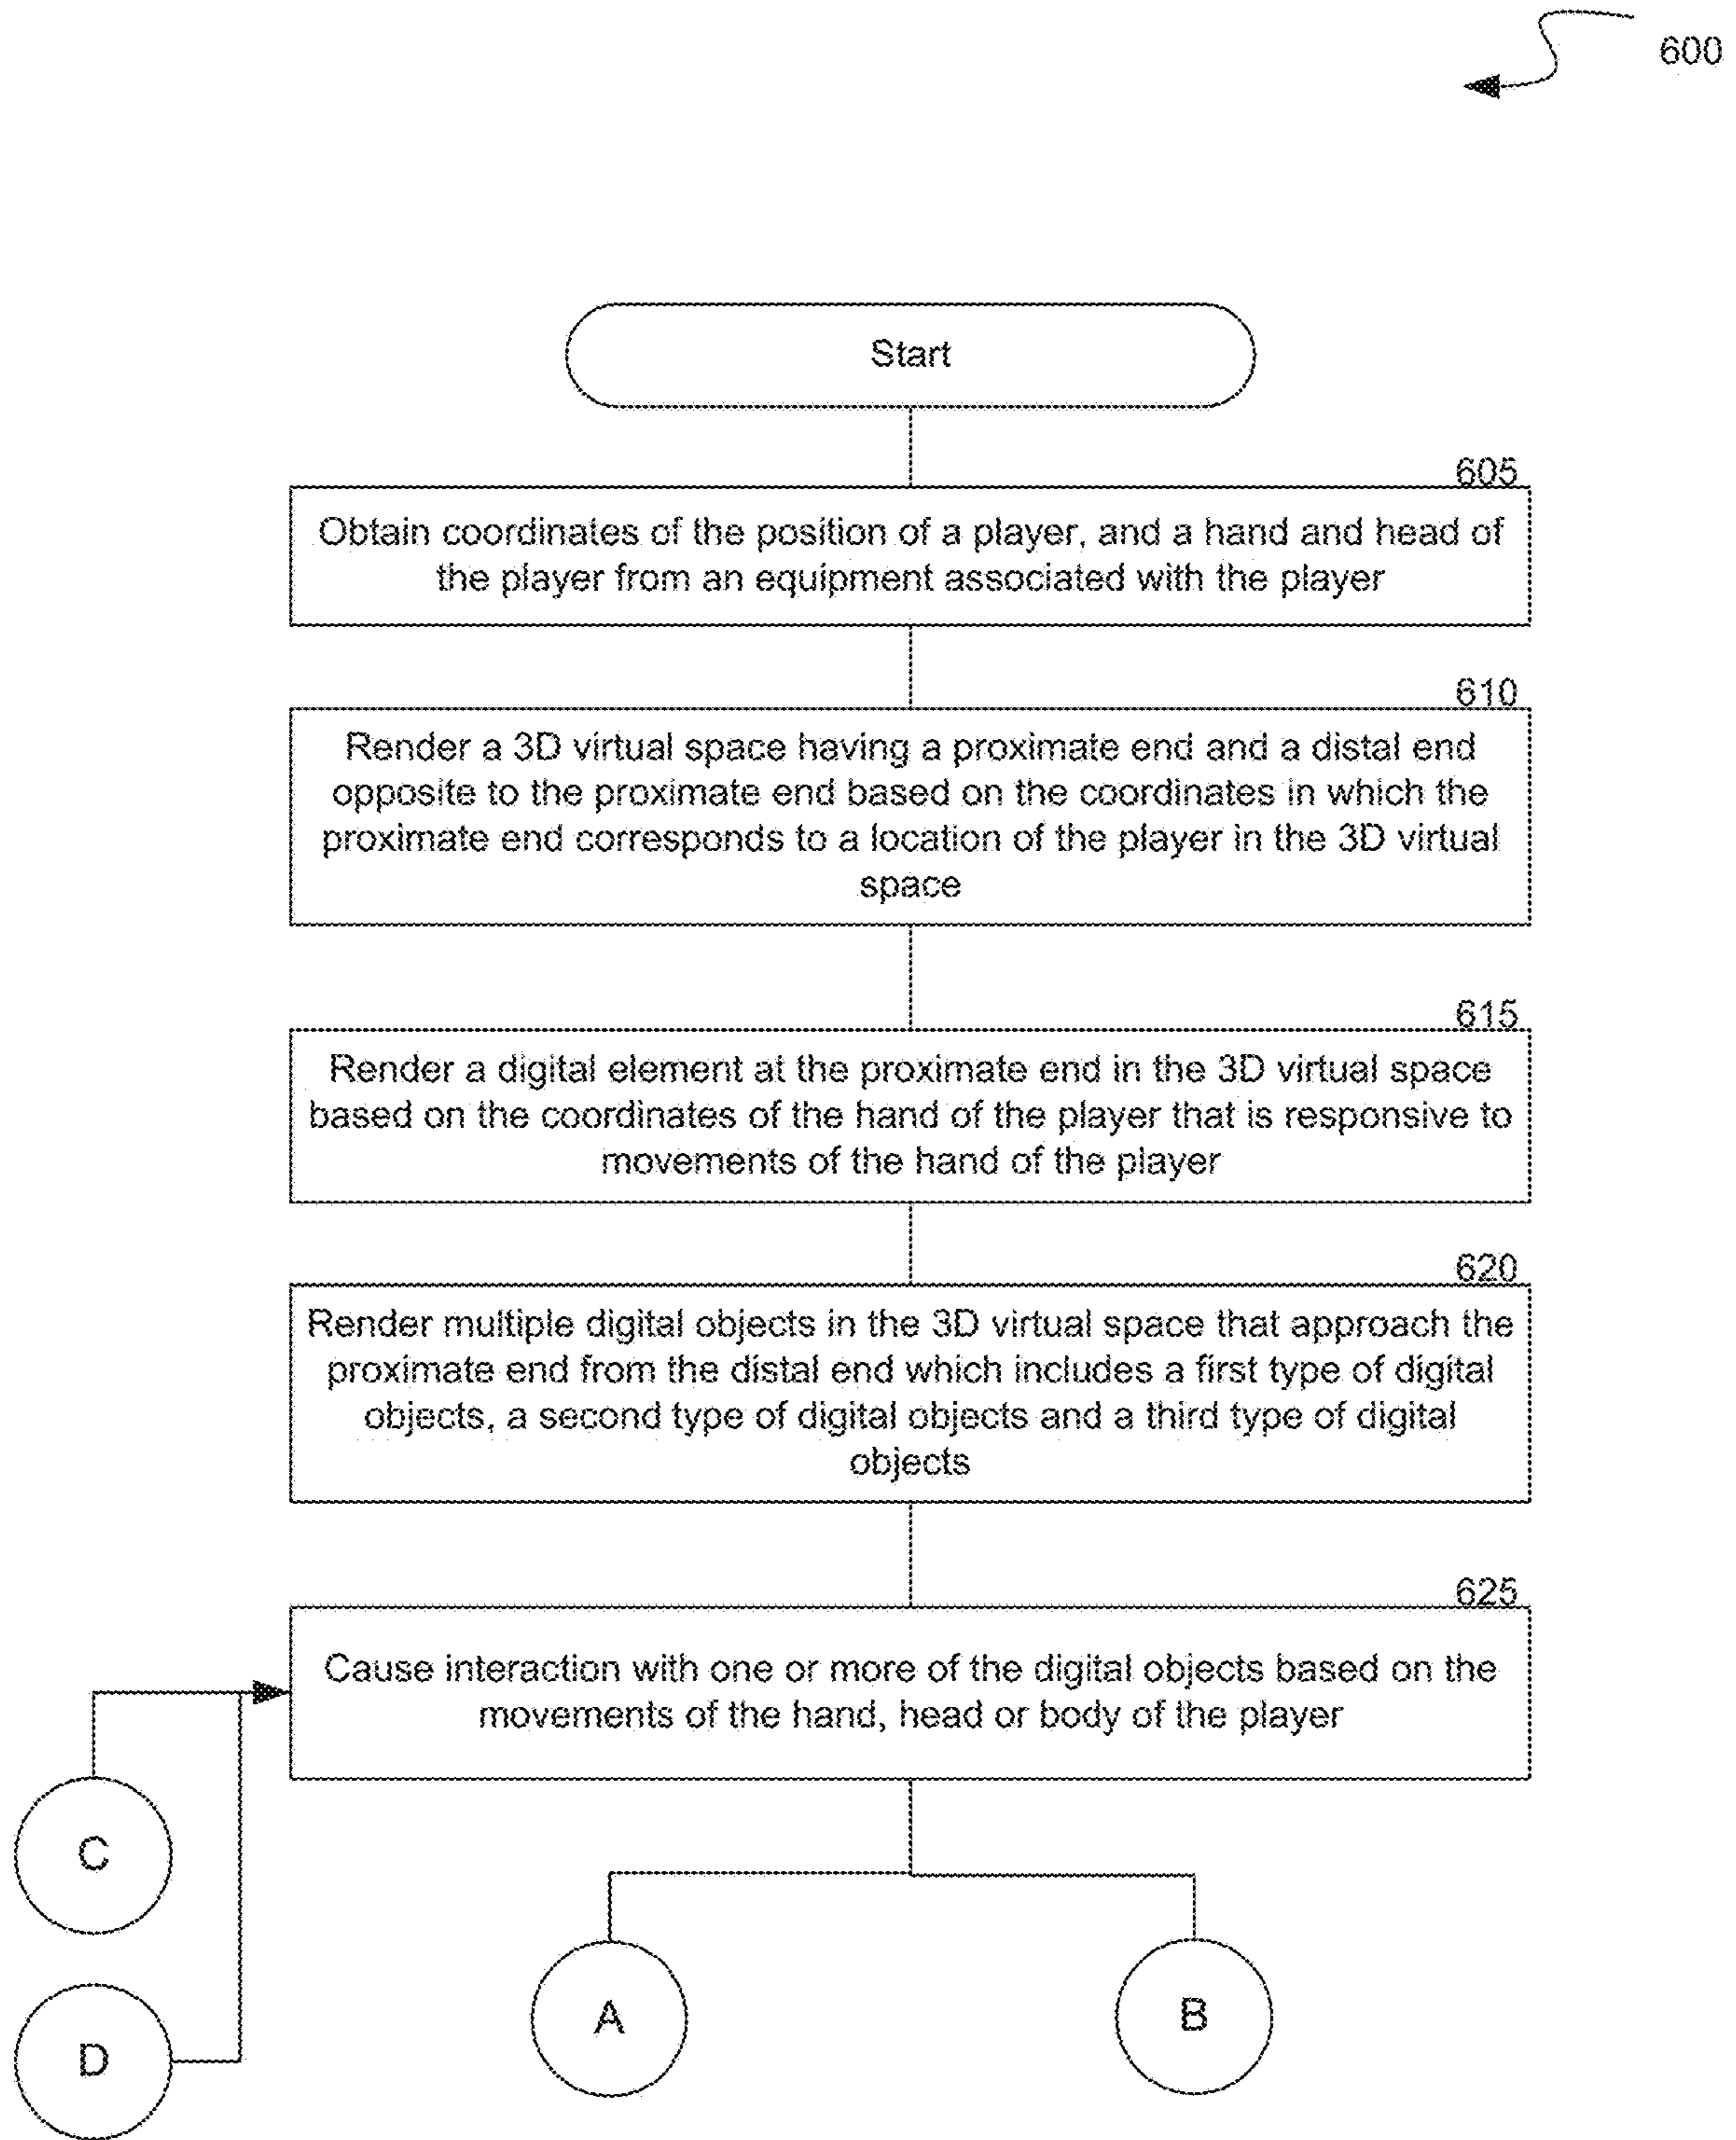 600
Start
605
Obtain coordinates of the position of a player, and a hand and head of
the player from an equipment associated with the player
610
Render a 3D virtual space having a proximate end and a distal end
opposite to the proximate end based on the coordinates in which the
proximate end corresponds to a location of the player in the 3D virtual
space
615
Render a digital element at the proximate end in the 3D virtual space
based on the coordinates of the hand of the player that is responsive to
movements of the hand of the player
620
Render multiple digital objects in the 3D virtual space that approach the
proximate end from the distal end which includes a first type of digital
objects, a second type of digital objects and a third type of digital
objects
625
Cause interaction with one or more of the digital objects based on the
movements of the hand, head or body of the player
C
A
B
D